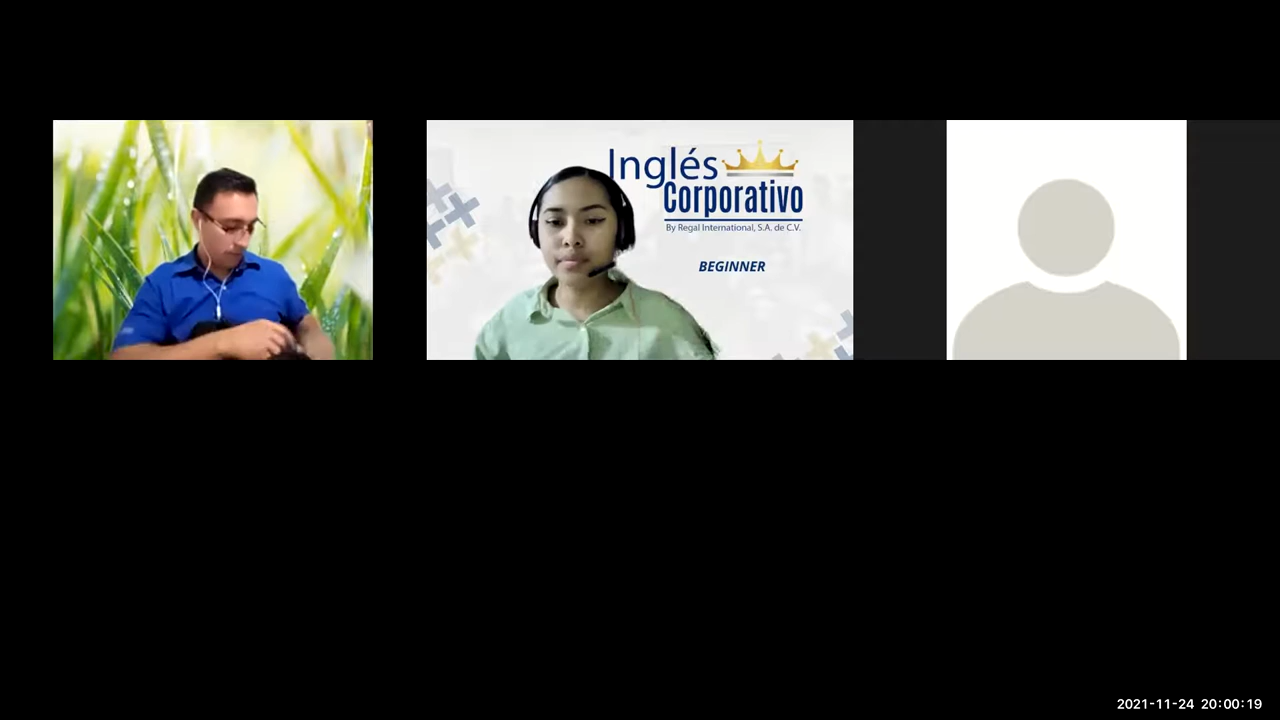 Inglés
Corporativo
By Regal International, S.A. de C.V.
BEGINNER
2021-11-24 20:00:19